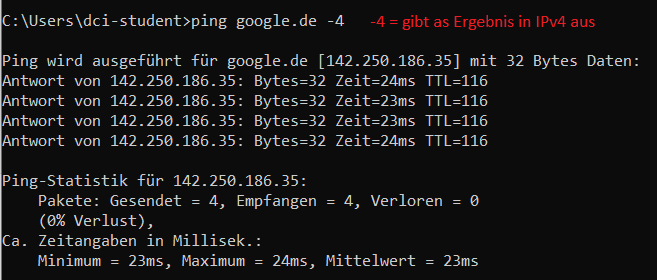 C:\Users\dci-student>ping google.de -4 -4 = gibt as Ergebnis in IPv4 aus
Ping wird ausgeführt für google.de [142.250.186.35] mit 32 Bytes Daten:
Antwort von 142.250.186.35: Bytes=32 Zeit=24ms TTL=116
Antwort von 142.250.186.35: Bytes=32 Zeit=23ms TTL=116
Antwort von 142.250.186.35: Bytes=32 Zeit=23ms TTL=116
Antwort von 142.250.186.35: Bytes=32 Zeit=24ms TTL=116
Ping-Statistik für 142.250.186.35:
Pakete: Gesendet = 4, Empfangen = 4, Verloren = 0
(0% Verlust),
Ca. Zeitangaben in Millisek.:
Minimum = 23ms, Maximum = 24ms, Mittelwert = 23ms